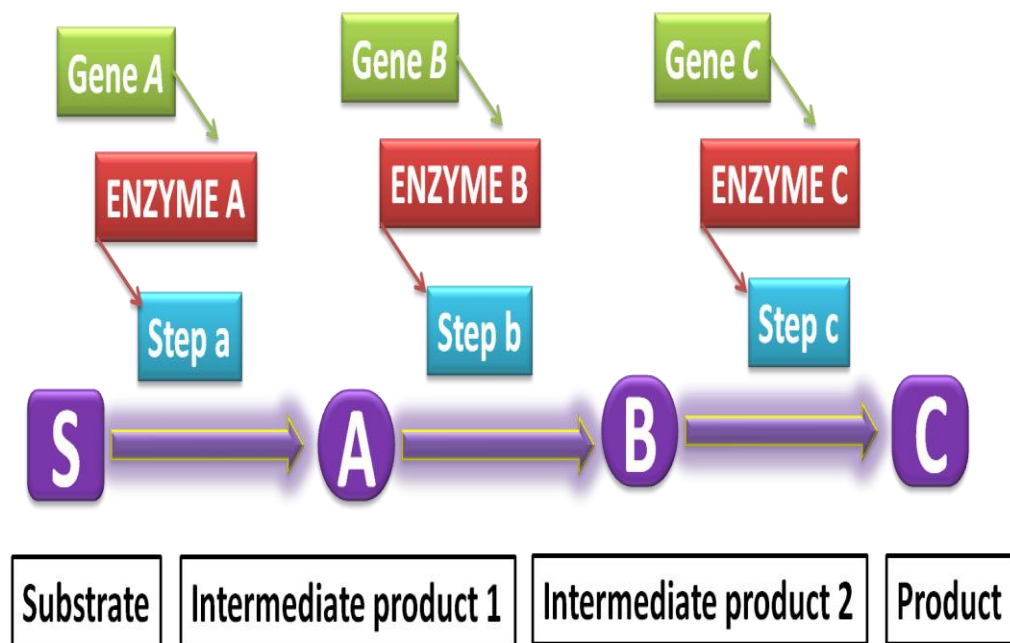 Gene A
Gene B
Gene C
ENZYME A
ENZYME B
ENZYME C
Step a
Step b
Step c
S
A
B
C
Substrate
Intermediate product 1
Intermediate product 2
Product